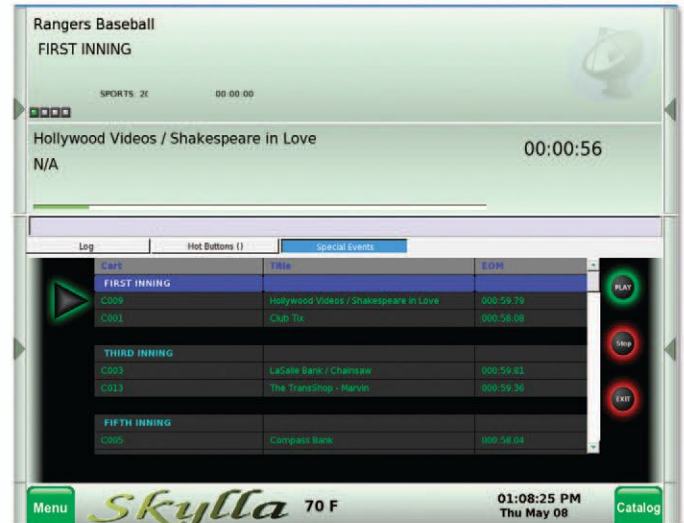 Rangers Baseball
FIRST INNING
SPORTS 2( 00:00:00
Hollywood Videos / Shakespeare in Love 00:00:56
N/A
Log Hot Buttons () Special Events
Cart Title EOM
FIRST INNING
C009 Hollywood Videos / Shakespeare in Love 000:59.79
C001 Club Tix 000:58.08
THIRD INNING
C003 LaSalle Bank / Chainsaw 000:59.81
C013 The TransShop - Marvin 000:59.36
FIFTH INNING
C005 Compass Bank 000:58.04
PLAY
Stop
EXIT
Menu Skylla 70 F 01:08:25 PM Catalog
Thu May 08